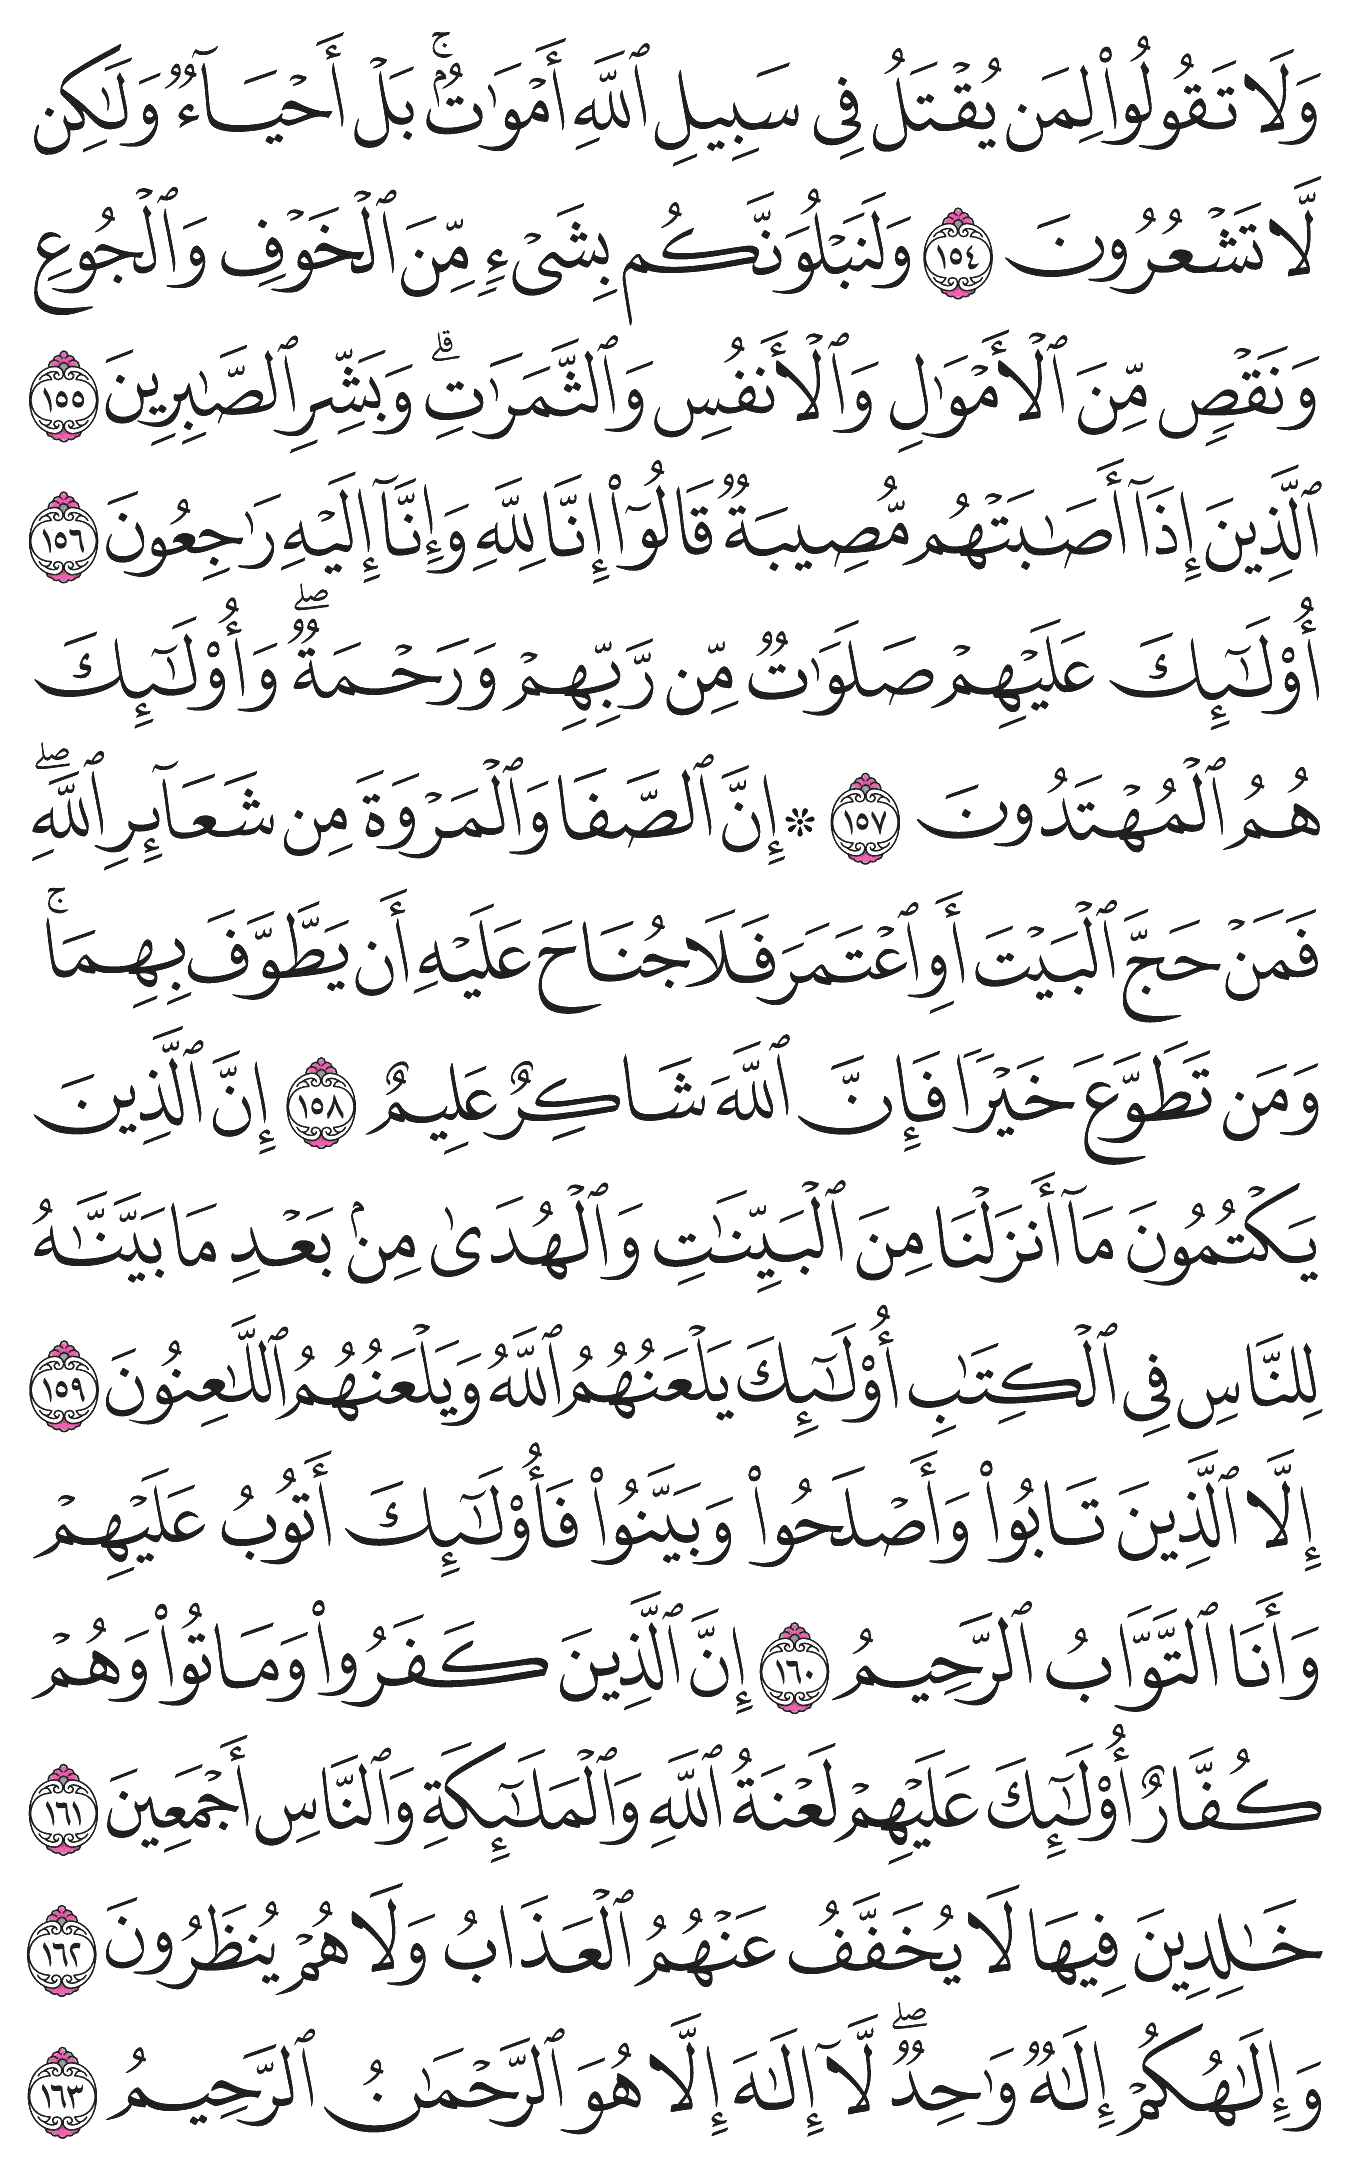 وَلَا تَقُولُوا۟ لِمَن يُقْتَلُ فِى سَبِيلِ ٱللَّهِ أَمْوَٰتٌۢ ۚ بَلْ أَحْيَآءٌ وَلَـٰكِن
لَّا تَشْعُرُونَ ١٥٤ وَلَنَبْلُوَنَّكُم بِشَىْءٍ مِّنَ ٱلْخَوْفِ وَٱلْجُوعِ
وَنَقْصٍ مِّنَ ٱلْأَمْوَٰلِ وَٱلْأَنفُسِ وَٱلثَّمَرَٰتِ ۗ وَبَشِّرِ ٱلصَّـٰبِرِينَ ١٥٥
ٱلَّذِينَ إِذَآ أَصَـٰبَتْهُم مُّصِيبَةٌ قَالُوٓا۟ إِنَّا لِلَّهِ وَإِنَّآ إِلَيْهِ رَٰجِعُونَ ١٥٦
أُو۟لَـٰٓئِكَ عَلَيْهِمْ صَلَوَٰتٌ مِّن رَّبِّهِمْ وَرَحْمَةٌ ۖ وَأُو۟لَـٰٓئِكَ
هُمُ ٱلْمُهْتَدُونَ ١٥٧ ۞ إِنَّ ٱلصَّفَا وَٱلْمَرْوَةَ مِن شَعَآئِرِ ٱللَّهِ ۖ
فَمَنْ حَجَّ ٱلْبَيْتَ أَوِ ٱعْتَمَرَ فَلَا جُنَاحَ عَلَيْهِ أَن يَطَّوَّفَ بِهِمَا ۚ
وَمَن تَطَوَّعَ خَيْرًا فَإِنَّ ٱللَّهَ شَاكِرٌ عَلِيمٌ ١٥٨ إِنَّ ٱلَّذِينَ
يَكْتُمُونَ مَآ أَنزَلْنَا مِنَ ٱلْبَيِّنَـٰتِ وَٱلْهُدَىٰ مِنۢ بَعْدِ مَا بَيَّنَّـٰهُ
لِلنَّاسِ فِى ٱلْكِتَـٰبِ أُو۟لَـٰٓئِكَ يَلْعَنُهُمُ ٱللَّهُ وَيَلْعَنُهُمُ ٱللَّـٰعِنُونَ ١٥٩
إِلَّا ٱلَّذِينَ تَابُوا۟ وَأَصْلَحُوا۟ وَبَيَّنُوا۟ فَأُو۟لَـٰٓئِكَ أَتُوبُ عَلَيْهِمْ
وَأَنَا ٱلتَّوَّابُ ٱلرَّحِيمُ ١٦٠ إِنَّ ٱلَّذِينَ كَفَرُوا۟ وَمَاتُوا۟ وَهُمْ
كُفَّارٌ أُو۟لَـٰٓئِكَ عَلَيْهِمْ لَعْنَةُ ٱللَّهِ وَٱلْمَلَـٰٓئِكَةِ وَٱلنَّاسِ أَجْمَعِينَ ١٦١
خَـٰلِدِينَ فِيهَا لَا يُخَفَّفُ عَنْهُمُ ٱلْعَذَابُ وَلَا هُمْ يُنظَرُونَ ١٦٢
وَإِلَـٰهُكُمْ إِلَـٰهٌ وَٰحِدٌ ۖ لَّآ إِلَـٰهَ إِلَّا هُوَ ٱلرَّحْمَـٰنُ ٱلرَّحِيمُ ١٦٣